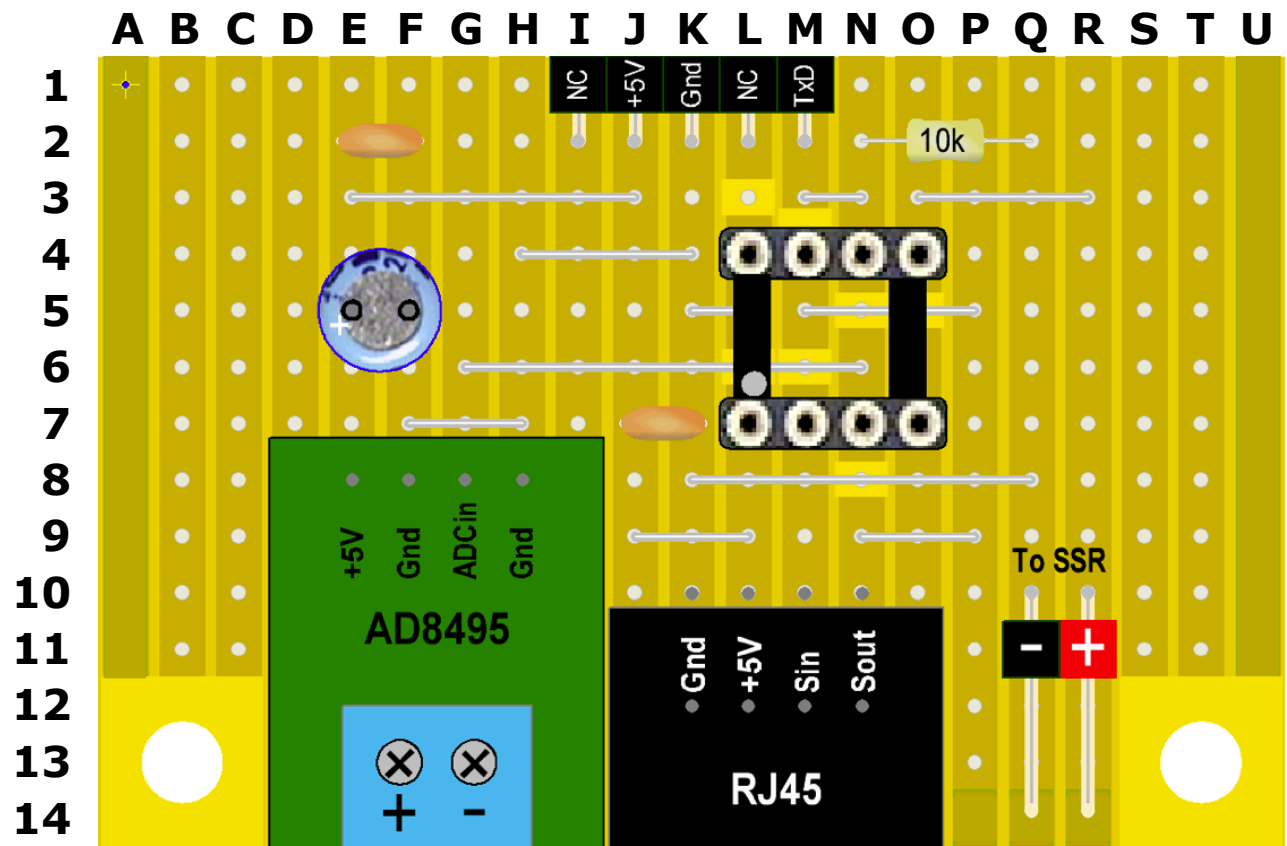 A B C D E F G H I J K L M N O P Q R S T U
1
NC +5V Gnd NC TxD
2
10k
3
4
5
+
6
7
8
9
+5V Gnd ADCin Gnd
To SSR
10
AD8495
11
- +
Gnd +5V Sin Sout
12
13
RJ45
14
+ -